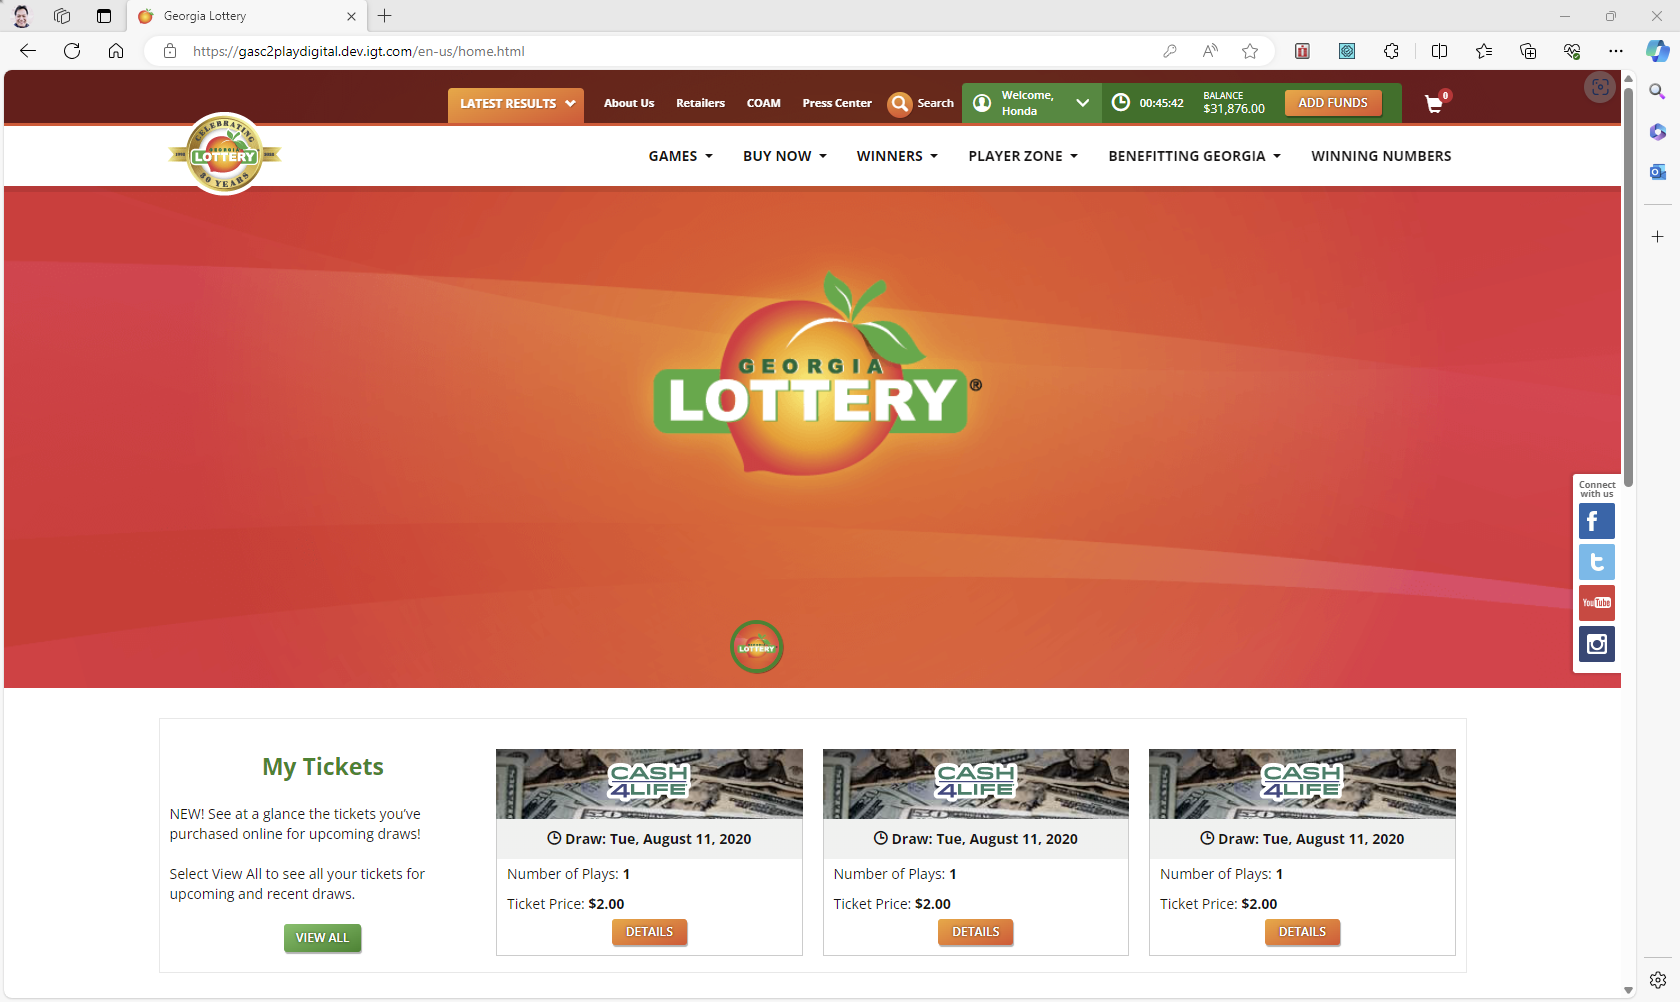 Georgia Lottery
https://gasc2playdigital.dev.igt.com/en-us/home.html
LATEST RESULTS
About Us
Retailers
COAM
Press Center
Search
Welcome,
Honda
00:45:42
BALANCE
$31,876.00
ADD FUNDS
0
CELEBRATING
GEORGIA
LOTTERY
30 YEARS
GAMES
BUY NOW
WINNERS
PLAYER ZONE
BENEFITTING GEORGIA
WINNING NUMBERS
GEORGIA
LOTTERY ®
Connect
with us
f
t
YouTube
LOTTERY
My Tickets
NEW! See at a glance the tickets you've
purchased online for upcoming draws!
Select View All to see all your tickets for
upcoming and recent draws.
VIEW ALL
CASH
4LIFE
Draw: Tue, August 11, 2020
Number of Plays: 1
Ticket Price: $2.00
DETAILS
CASH
4LIFE
Draw: Tue, August 11, 2020
Number of Plays: 1
Ticket Price: $2.00
DETAILS
CASH
4LIFE
Draw: Tue, August 11, 2020
Number of Plays: 1
Ticket Price: $2.00
DETAILS